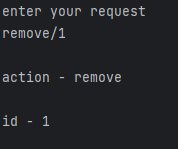 enter your request
remove/1
action - remove
id - 1